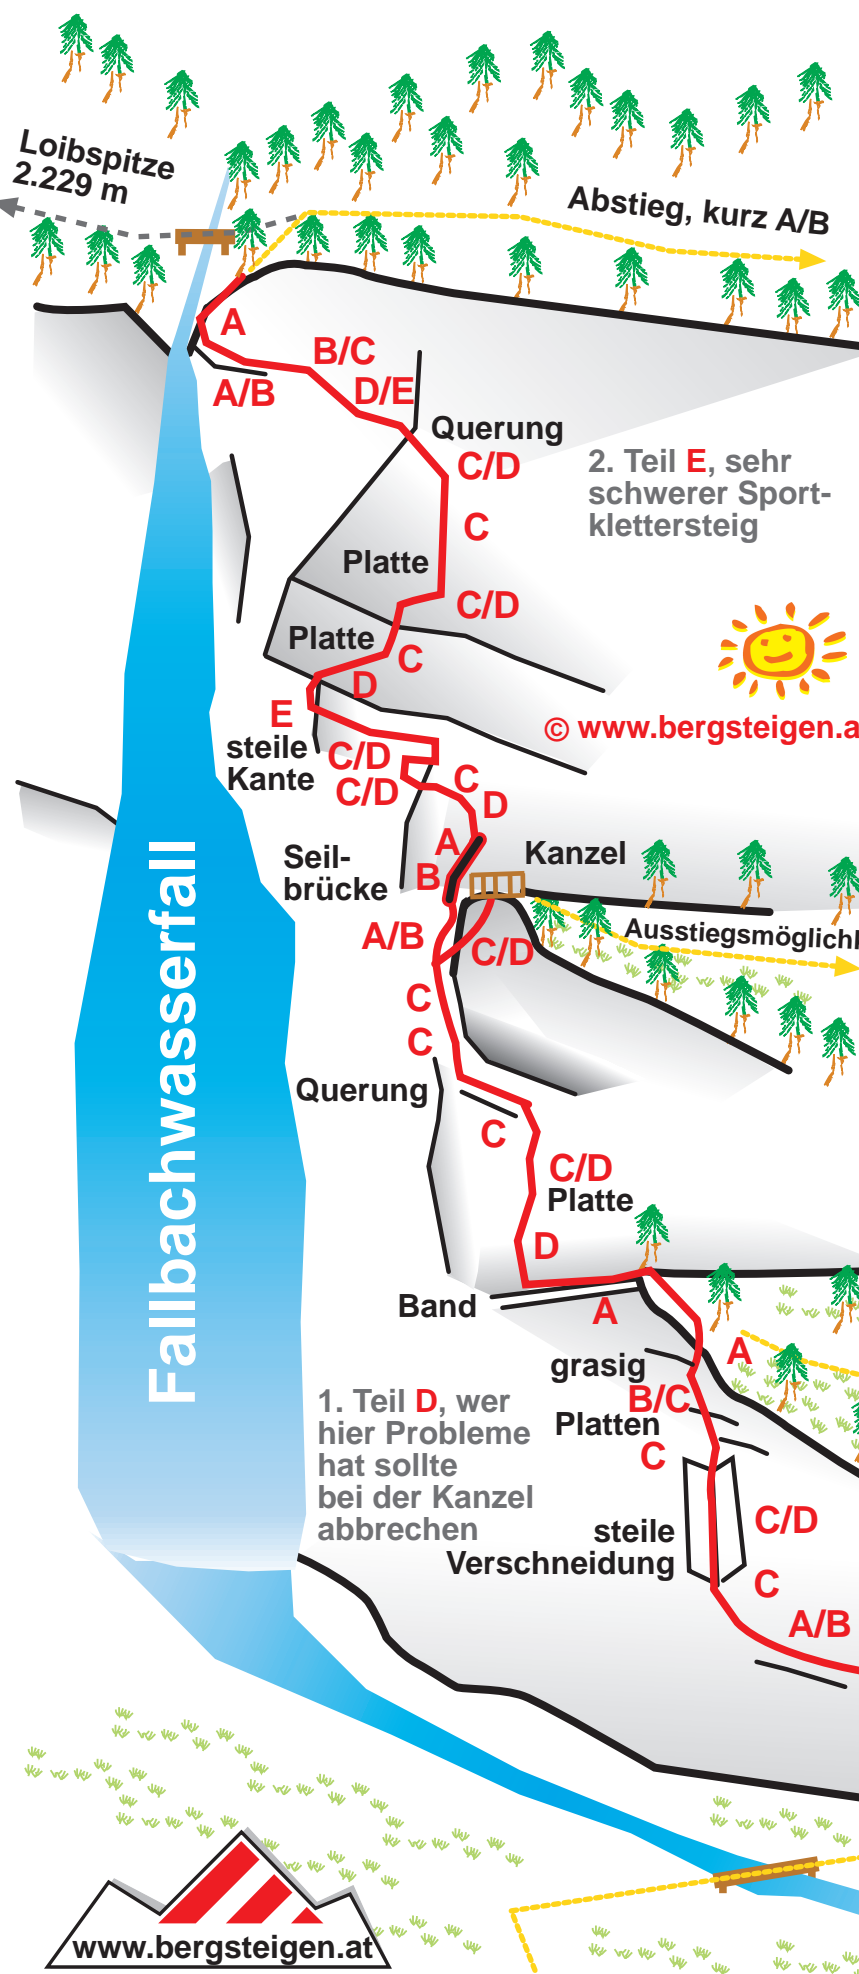 Loibspitze
2.229 m
Abstieg, kurz A/B
A
B/C
A/B
D/E
Querung
C/D
2. Teil E, sehr
schwerer Sport-
klettersteig
C
Platte
C/D
Platte
C
D
E
© www.bergsteigen.a
steile
Kante
C/D
C/D
C
D
A
Seil-
brücke
B
Kanzel
A/B
C/D
Ausstiegsmöglichk
C
C
Querung
C
C/D
Platte
D
Band
A
A
grasig
B/C
Platten
C
1. Teil D, wer
hier Probleme
hat sollte
bei der Kanzel
abbrechen
steile
Verschneidung
C/D
C
A/B
Fallbachwasserfall
www.bergsteigen.at